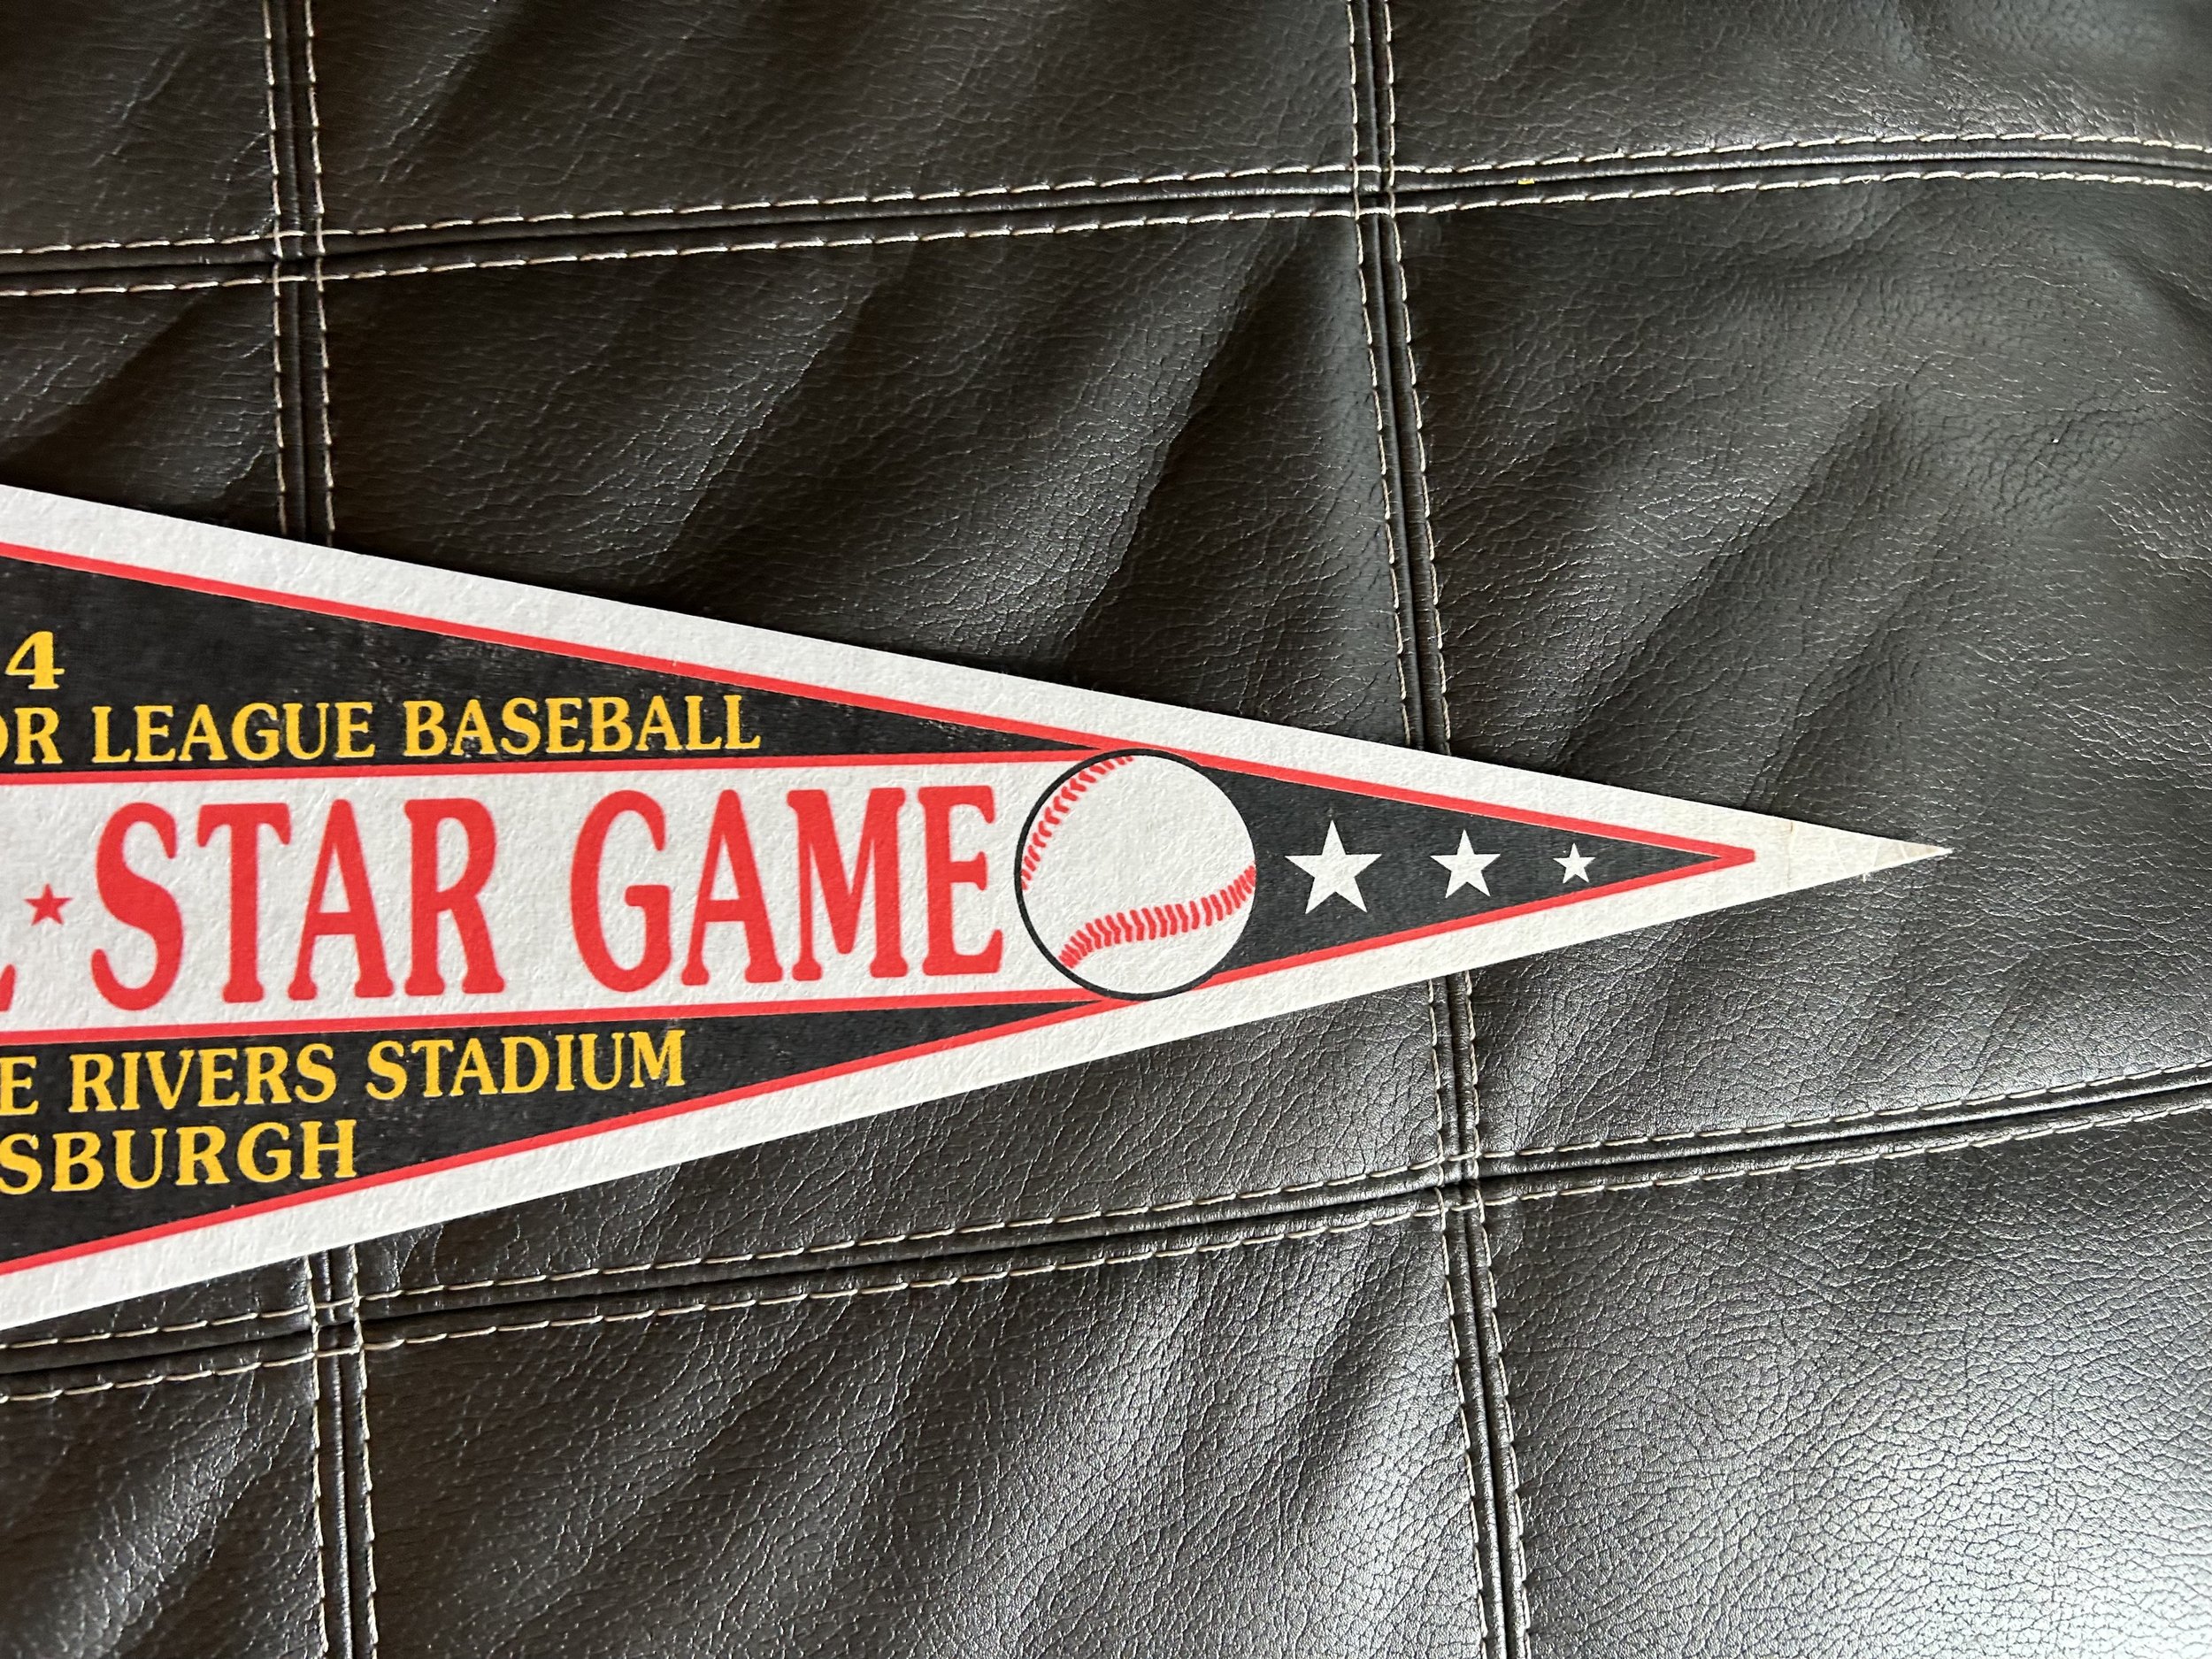 4
OR LEAGUE BASEBALL
★ STAR GAME
E RIVERS STADIUM
SBURGH